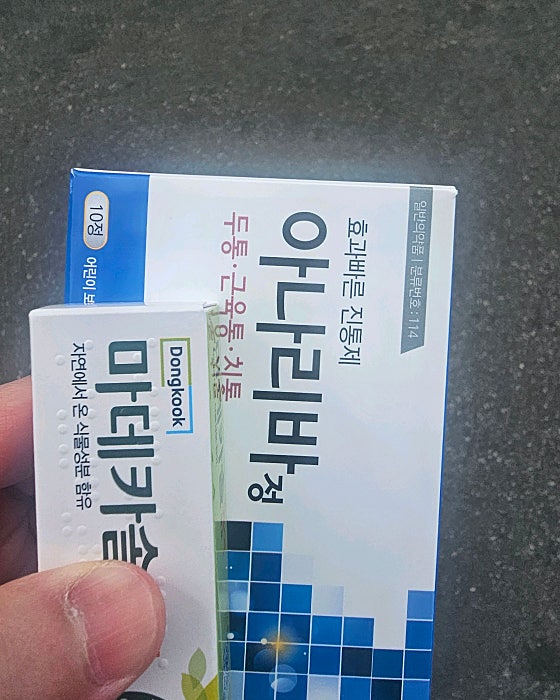 일반의약품 | 분류번호 : 114
효과빠른 진통제
아나리바정
두통·근육통·치통
10정
어린이
Dongkook
마데카솔
자연에서 온 식물성분 함유